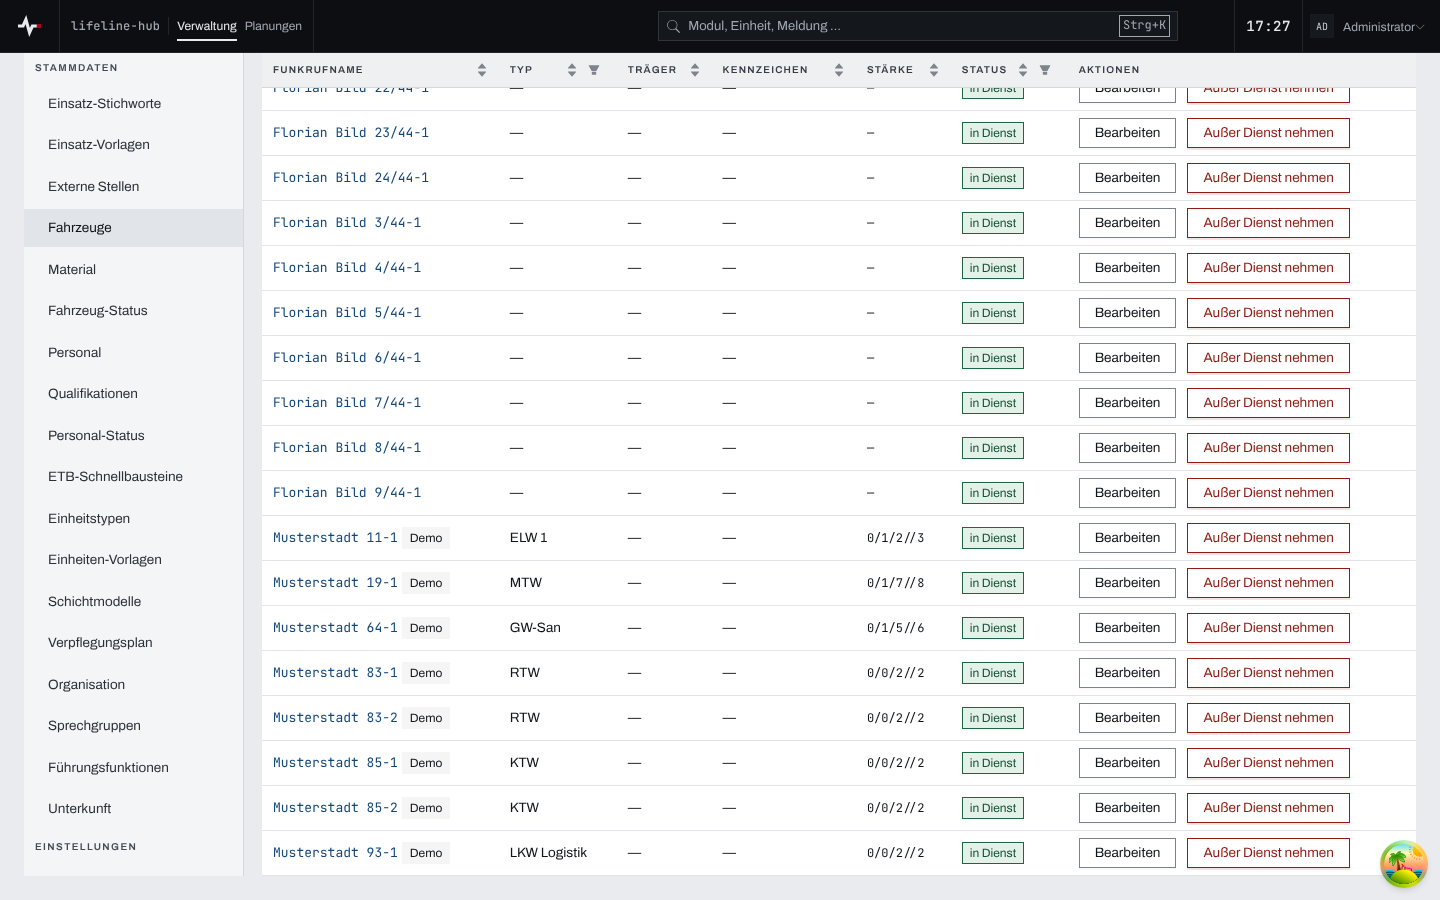 lifeline-hub Verwaltung Planungen Modul, Einheit, Meldung ... Strg+K 17:27 AD Administrator
STAMMDATEN
Einsatz-Stichworte
Einsatz-Vorlagen
Externe Stellen
Fahrzeuge
Material
Fahrzeug-Status
Personal
Qualifikationen
Personal-Status
ETB-Schnellbausteine
Einheitstypen
Einheiten-Vorlagen
Schichtmodelle
Verpflegungsplan
Organisation
Sprechgruppen
Führungsfunktionen
Unterkunft
EINSTELLUNGEN
FUNKRUFNAME TYP TRÄGER KENNZEICHEN STÄRKE STATUS AKTIONEN
Florian Bild 22/44-1 — — — – in Dienst Bearbeiten Außer Dienst nehmen
Florian Bild 23/44-1 — — — – in Dienst Bearbeiten Außer Dienst nehmen
Florian Bild 24/44-1 — — — – in Dienst Bearbeiten Außer Dienst nehmen
Florian Bild 3/44-1 — — — – in Dienst Bearbeiten Außer Dienst nehmen
Florian Bild 4/44-1 — — — – in Dienst Bearbeiten Außer Dienst nehmen
Florian Bild 5/44-1 — — — – in Dienst Bearbeiten Außer Dienst nehmen
Florian Bild 6/44-1 — — — – in Dienst Bearbeiten Außer Dienst nehmen
Florian Bild 7/44-1 — — — – in Dienst Bearbeiten Außer Dienst nehmen
Florian Bild 8/44-1 — — — – in Dienst Bearbeiten Außer Dienst nehmen
Florian Bild 9/44-1 — — — – in Dienst Bearbeiten Außer Dienst nehmen
Musterstadt 11-1 Demo ELW 1 — — 0/1/2//3 in Dienst Bearbeiten Außer Dienst nehmen
Musterstadt 19-1 Demo MTW — — 0/1/7//8 in Dienst Bearbeiten Außer Dienst nehmen
Musterstadt 64-1 Demo GW-San — — 0/1/5//6 in Dienst Bearbeiten Außer Dienst nehmen
Musterstadt 83-1 Demo RTW — — 0/0/2//2 in Dienst Bearbeiten Außer Dienst nehmen
Musterstadt 83-2 Demo RTW — — 0/0/2//2 in Dienst Bearbeiten Außer Dienst nehmen
Musterstadt 85-1 Demo KTW — — 0/0/2//2 in Dienst Bearbeiten Außer Dienst nehmen
Musterstadt 85-2 Demo KTW — — 0/0/2//2 in Dienst Bearbeiten Außer Dienst nehmen
Musterstadt 93-1 Demo LKW Logistik — — 0/0/2//2 in Dienst Bearbeiten Außer Dienst nehmen